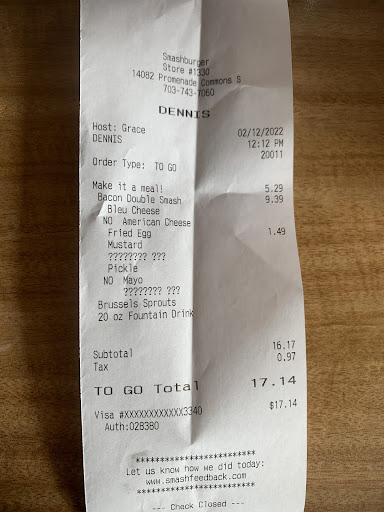 Smashburger
Store #1330
14082 Promenade Commons S
703-743-7060
DENNIS
Host: Grace 02/12/2022
DENNIS 12:12 PM
20011
Order Type: TO GO
Make it a meal! 5.29
Bacon Double Smash 9.39
Bleu Cheese
NO American Cheese
Fried Egg 1.49
Mustard
???????? ???
Pickle
NO Mayo
???????? ???
Brussels Sprouts
20 oz Fountain Drink
Subtotal 16.17
Tax 0.97
TO GO Total 17.14
Visa #XXXXXXXXXXXX3340 $17.14
Auth:02B380
*************************
Let us know how we did today:
www.smashfeedback.com
*************************
--- Check Closed ---